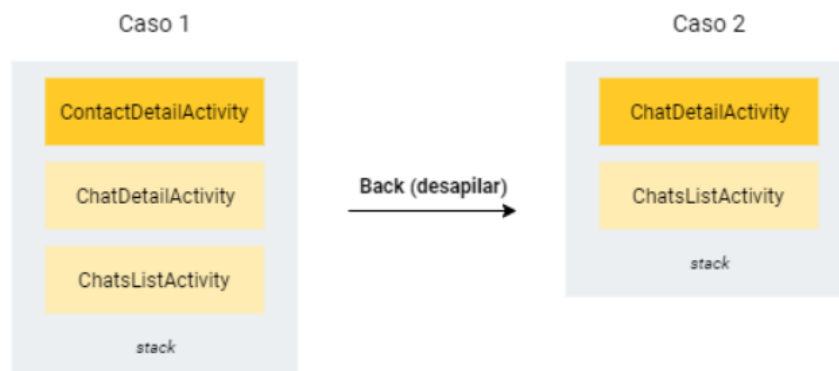 Caso 1
Caso 2
ContactDetailActivity
ChatDetailActivity
ChatsListActivity
stack
Back (desapilar)
ChatDetailActivity
ChatsListActivity
stack